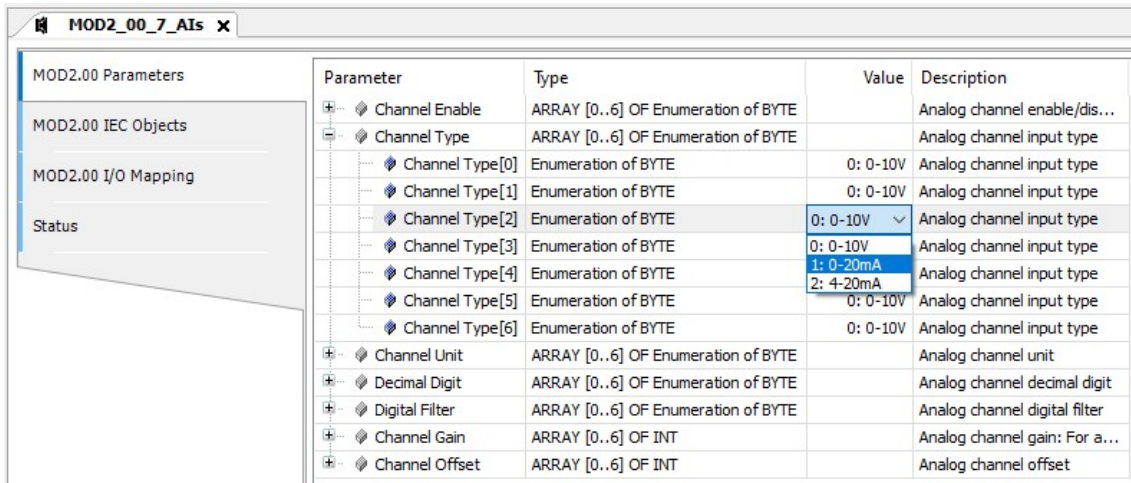 MOD2_00_7_AIs X
MOD2.00 Parameters
MOD2.00 IEC Objects
MOD2.00 I/O Mapping
Status
Parameter Type Value Description
Channel Enable ARRAY [0..6] OF Enumeration of BYTE Analog channel enable/dis...
Channel Type ARRAY [0..6] OF Enumeration of BYTE Analog channel input type
Channel Type[0] Enumeration of BYTE 0: 0-10V Analog channel input type
Channel Type[1] Enumeration of BYTE 0: 0-10V Analog channel input type
Channel Type[2] Enumeration of BYTE 0: 0-10V Analog channel input type
Channel Type[3] Enumeration of BYTE 0: 0-10V Analog channel input type
1: 0-20mA
Channel Type[4] Enumeration of BYTE Analog channel input type
2: 4-20mA
Channel Type[5] Enumeration of BYTE 0: 0-10V Analog channel input type
Channel Type[6] Enumeration of BYTE 0: 0-10V Analog channel input type
Channel Unit ARRAY [0..6] OF Enumeration of BYTE Analog channel unit
Decimal Digit ARRAY [0..6] OF Enumeration of BYTE Analog channel decimal digit
Digital Filter ARRAY [0..6] OF Enumeration of BYTE Analog channel digital filter
Channel Gain ARRAY [0..6] OF INT Analog channel gain: For a...
Channel Offset ARRAY [0..6] OF INT Analog channel offset